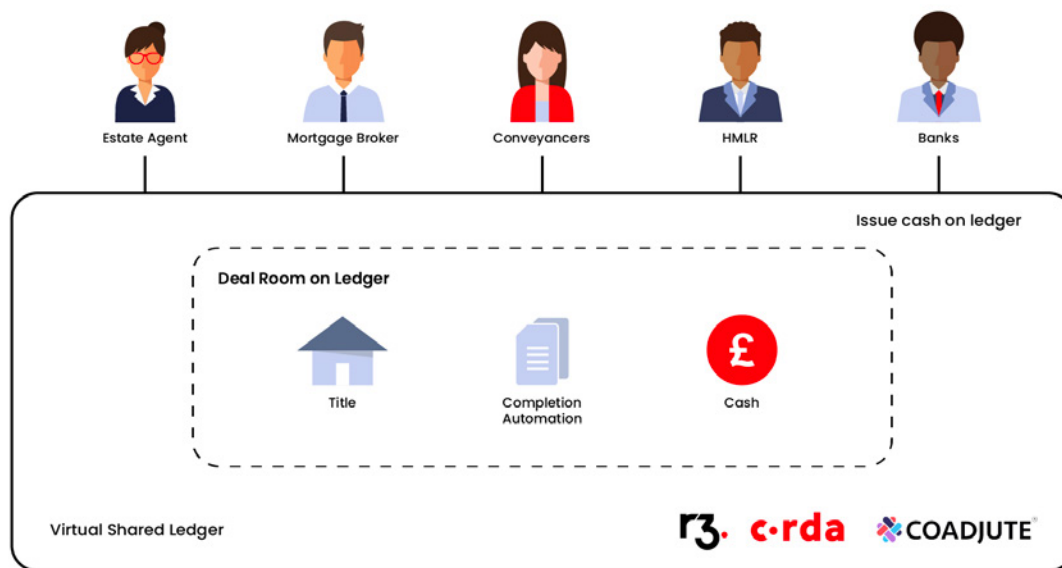 Estate Agent
Mortgage Broker
Conveyancers
HMLR
Banks
Issue cash on ledger
Deal Room on Ledger
£
Title
Completion
Automation
Cash
Virtual Shared Ledger
r3.
c•rda
COADJUTE®